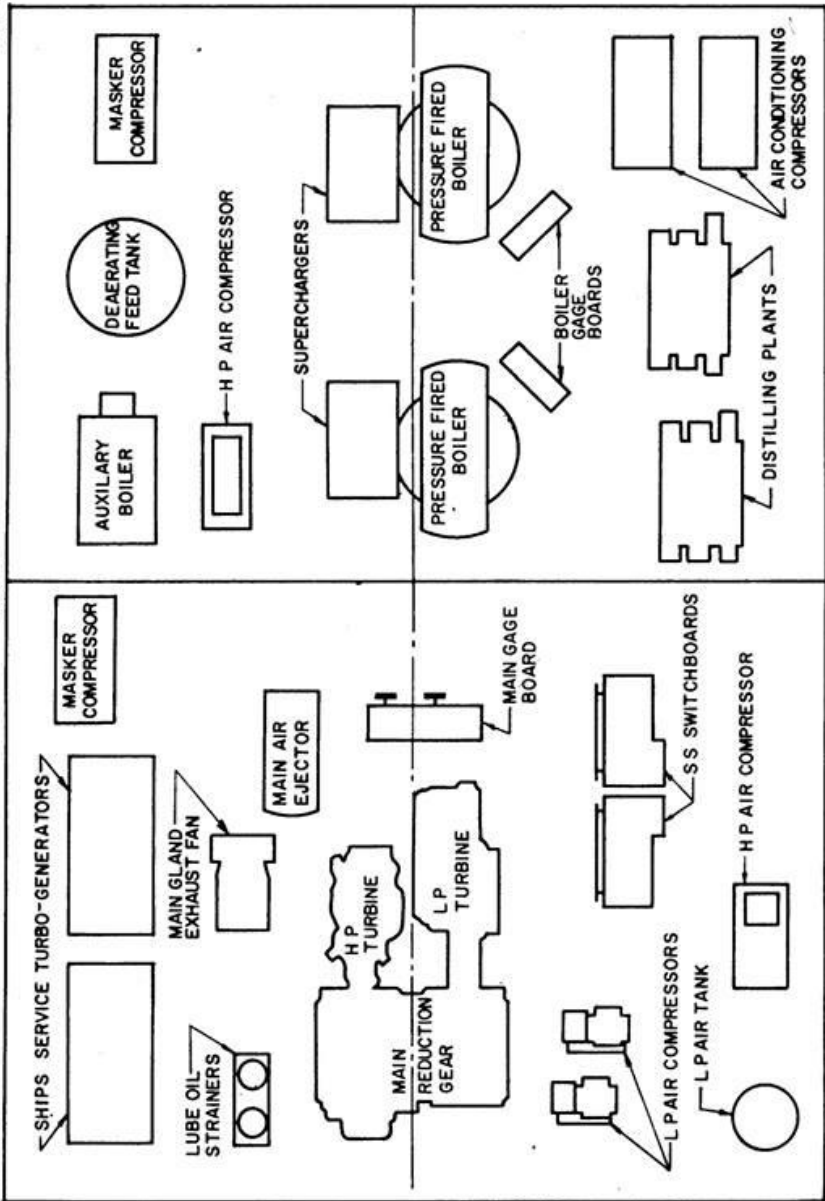 SHIPS SERVICE TURBO-GENERATORS
MASKER
COMPRESSOR
MAIN GLAND
EXHAUST FAN
LUBE OIL
STRAINERS
MAIN AIR
EJECTOR
H P
TURBINE
L P
TURBINE
MAIN
REDUCTION
GEAR
MAIN GAGE
BOARD
S S SWITCHBOARDS
L P AIR COMPRESSORS
L P AIR TANK
H P AIR COMPRESSOR
AUXILARY
BOILER
DEAERATING
FEED TANK
MASKER
COMPRESSOR
H P AIR COMPRESSOR
SUPERCHARGERS
PRESSURE FIRED
BOILER
PRESSURE FIRED
BOILER
BOILER
GAGE
BOARDS
DISTILLING PLANTS
AIR CONDITIONING
COMPRESSORS